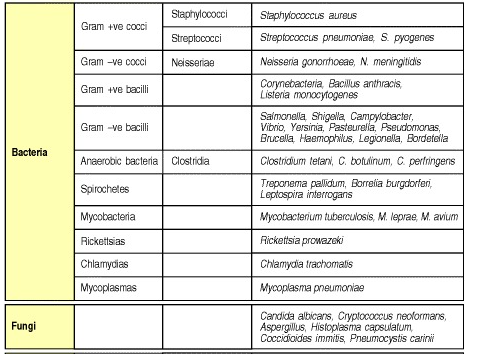 Gram +ve cocci
Staphylococci
Staphylococcus aureus
Streptococci
Streptococcus pneumoniae, S. pyogenes
Gram –ve cocci
Neisseriae
Neisseria gonorrhoeae, N. meningitidis
Gram +ve bacilli
Corynebacteria, Bacillus anthracis,
Listeria monocytogenes
Gram –ve bacilli
Salmonella, Shigella, Campylobacter,
Vibrio, Yersinia, Pasteurella, Pseudomonas,
Brucella, Haemophilus, Legionella, Bordetella
Bacteria
Anaerobic bacteria
Clostridia
Clostridium tetani, C. botulinum, C. perfringens
Spirochetes
Treponema pallidum, Borrelia burgdorferi,
Leptospira interrogans
Mycobacteria
Mycobacterium tuberculosis, M. leprae, M. avium
Rickettsias
Rickettsia prowazeki
Chlamydias
Chlamydia trachomatis
Mycoplasmas
Mycoplasma pneumoniae
Fungi
Candida albicans, Cryptococcus neoformans,
Aspergillus, Histoplasma capsulatum,
Coccidioides immitis, Pneumocystis carinii